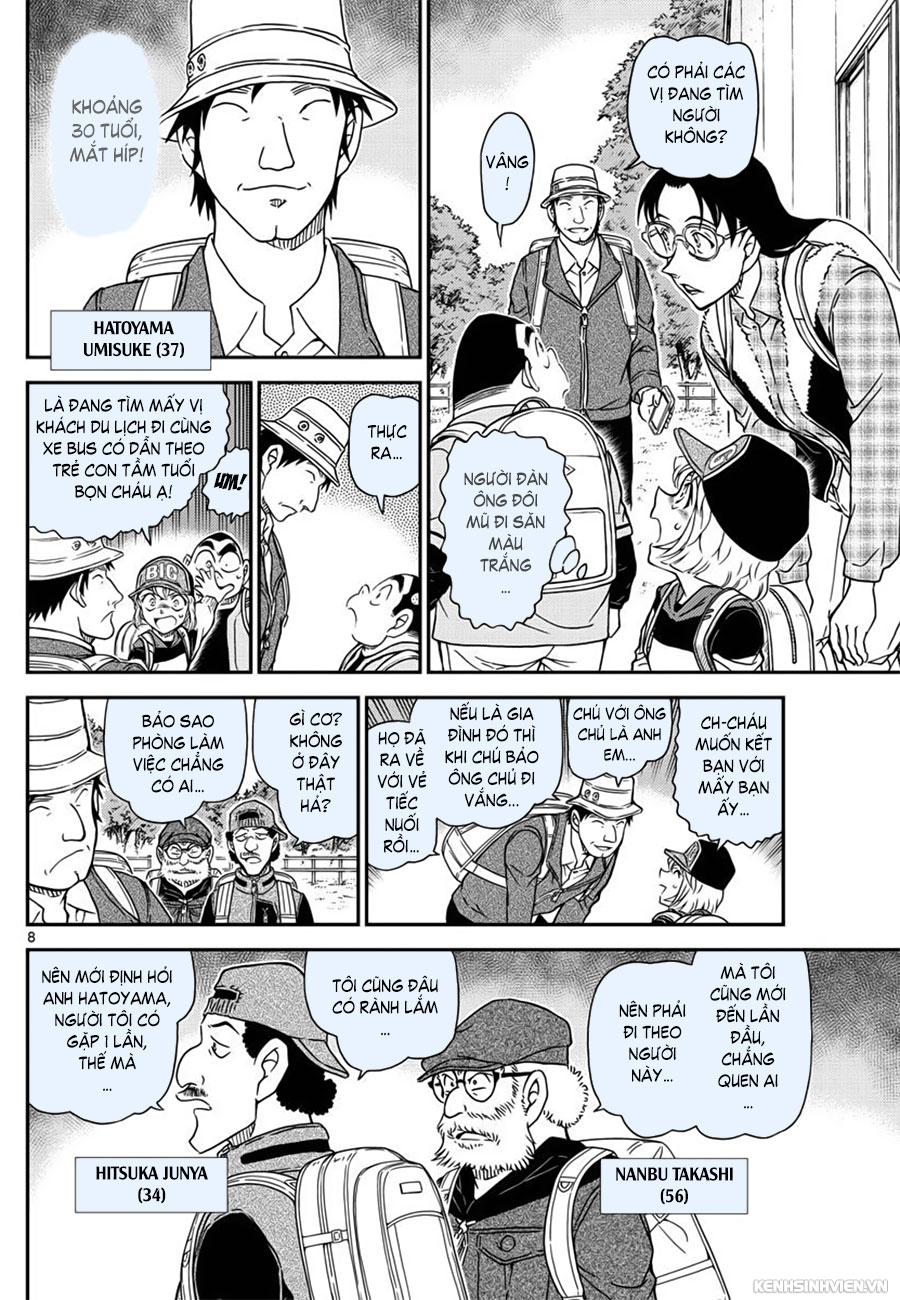 CÓ PHẢI CÁC
VỊ ĐANG TÌM
NGƯỜI
KHÔNG?
VÂNG
!
NGƯỜI ĐÀN
ÔNG ĐỘI
MŨ ĐI SĂN
MÀU
TRẮNG
...
KHOẢNG
30 TUỔI,
MẮT HÍP!
HATOYAMA
UMISUKE (37)
THỰC
RA...
LÀ ĐANG TÌM MẤY VỊ
KHÁCH DU LỊCH ĐI CÙNG
XE BUS CÓ DẪN THEO
TRẺ CON TẦM TUỔI
BỌN CHÁU Ạ!
ƯM!
BIG
CH-CHÁU
MUỐN KẾT
BẠN VỚI
MẤY BẠN
ẤY...
CHÚ VỚI ÔNG
CHỦ LÀ ANH
EM...
NẾU LÀ GIA
ĐÌNH ĐÓ THÌ
KHI CHÚ BẢO
ÔNG CHỦ ĐI
VẮNG...
HỌ ĐÃ
RA VỀ
VỚI VẺ
TIẾC
NUỐI
RỒI...
GÌ CƠ?
KHÔNG
Ở ĐÂY
THẬT
HẢ?
BẢO SAO
PHÒNG LÀM
VIỆC CHẲNG
CÓ AI...
8
MÀ TÔI
CŨNG MỚI
ĐẾN LẦN
ĐẦU,
CHẲNG
QUEN AI
...
NÊN PHẢI
ĐI THEO
NGƯỜI
NÀY...
TÔI CŨNG ĐÂU
CÓ RÀNH LẮM
...
NÊN MỚI ĐỊNH HỎI
ANH HATOYAMA,
NGƯỜI TÔI CÓ
GẶP 1 LẦN,
THẾ MÀ
...
HITSUKA JUNYA
(34)
NANBU TAKASHI
(56)
KENHSINHVIEN.VN